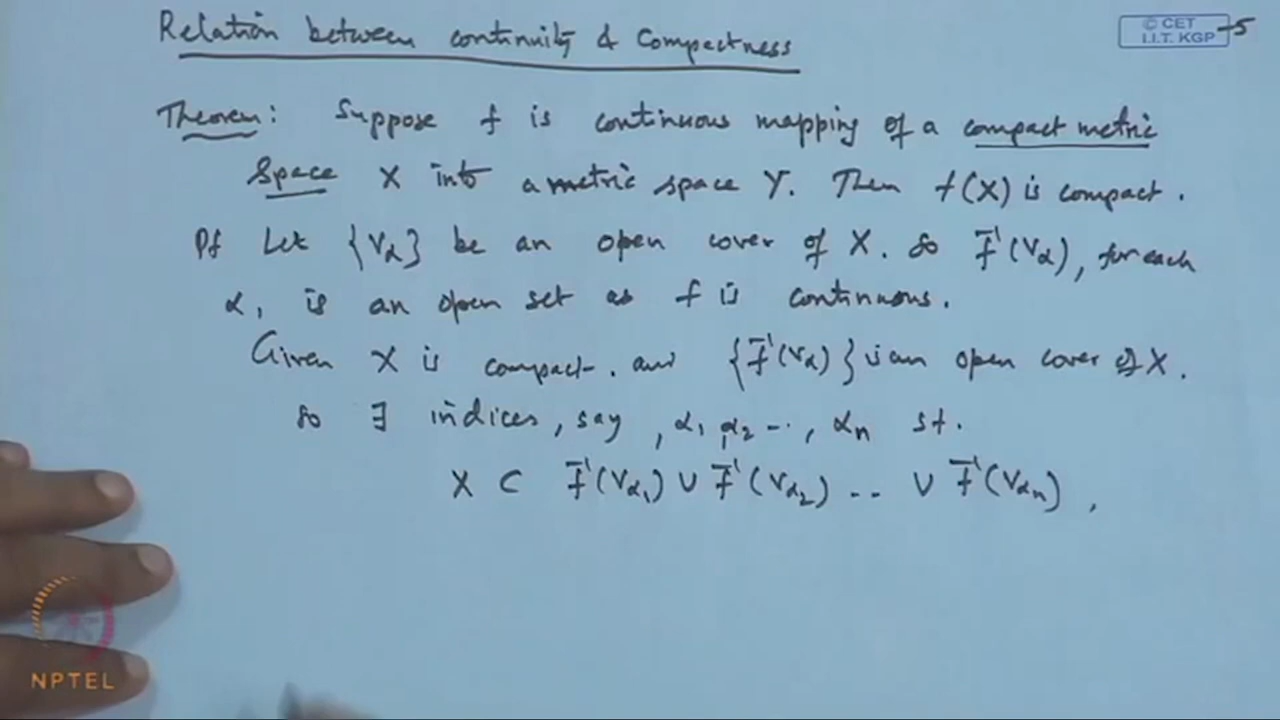 Relation between continuity & Compactness
© CET
I.I.T. KGP
-5
Theorem: Suppose f is continuous mapping of a compact metric
Space X into a metric space Y. Then f(X) is compact.
Pf Let {Vα} be an open cover of X. So f⁻¹(Vα), for each
α, is an open set as f is continuous.
Given X is compact. and {f⁻¹(Vα)} is an open cover of X.
So ∃ indices, say, α₁, α₂ --, αₙ st.
X ⊂ f⁻¹(Vα₁) ∪ f⁻¹(Vα₂) .. ∪ f⁻¹(Vαₙ),
NPTEL